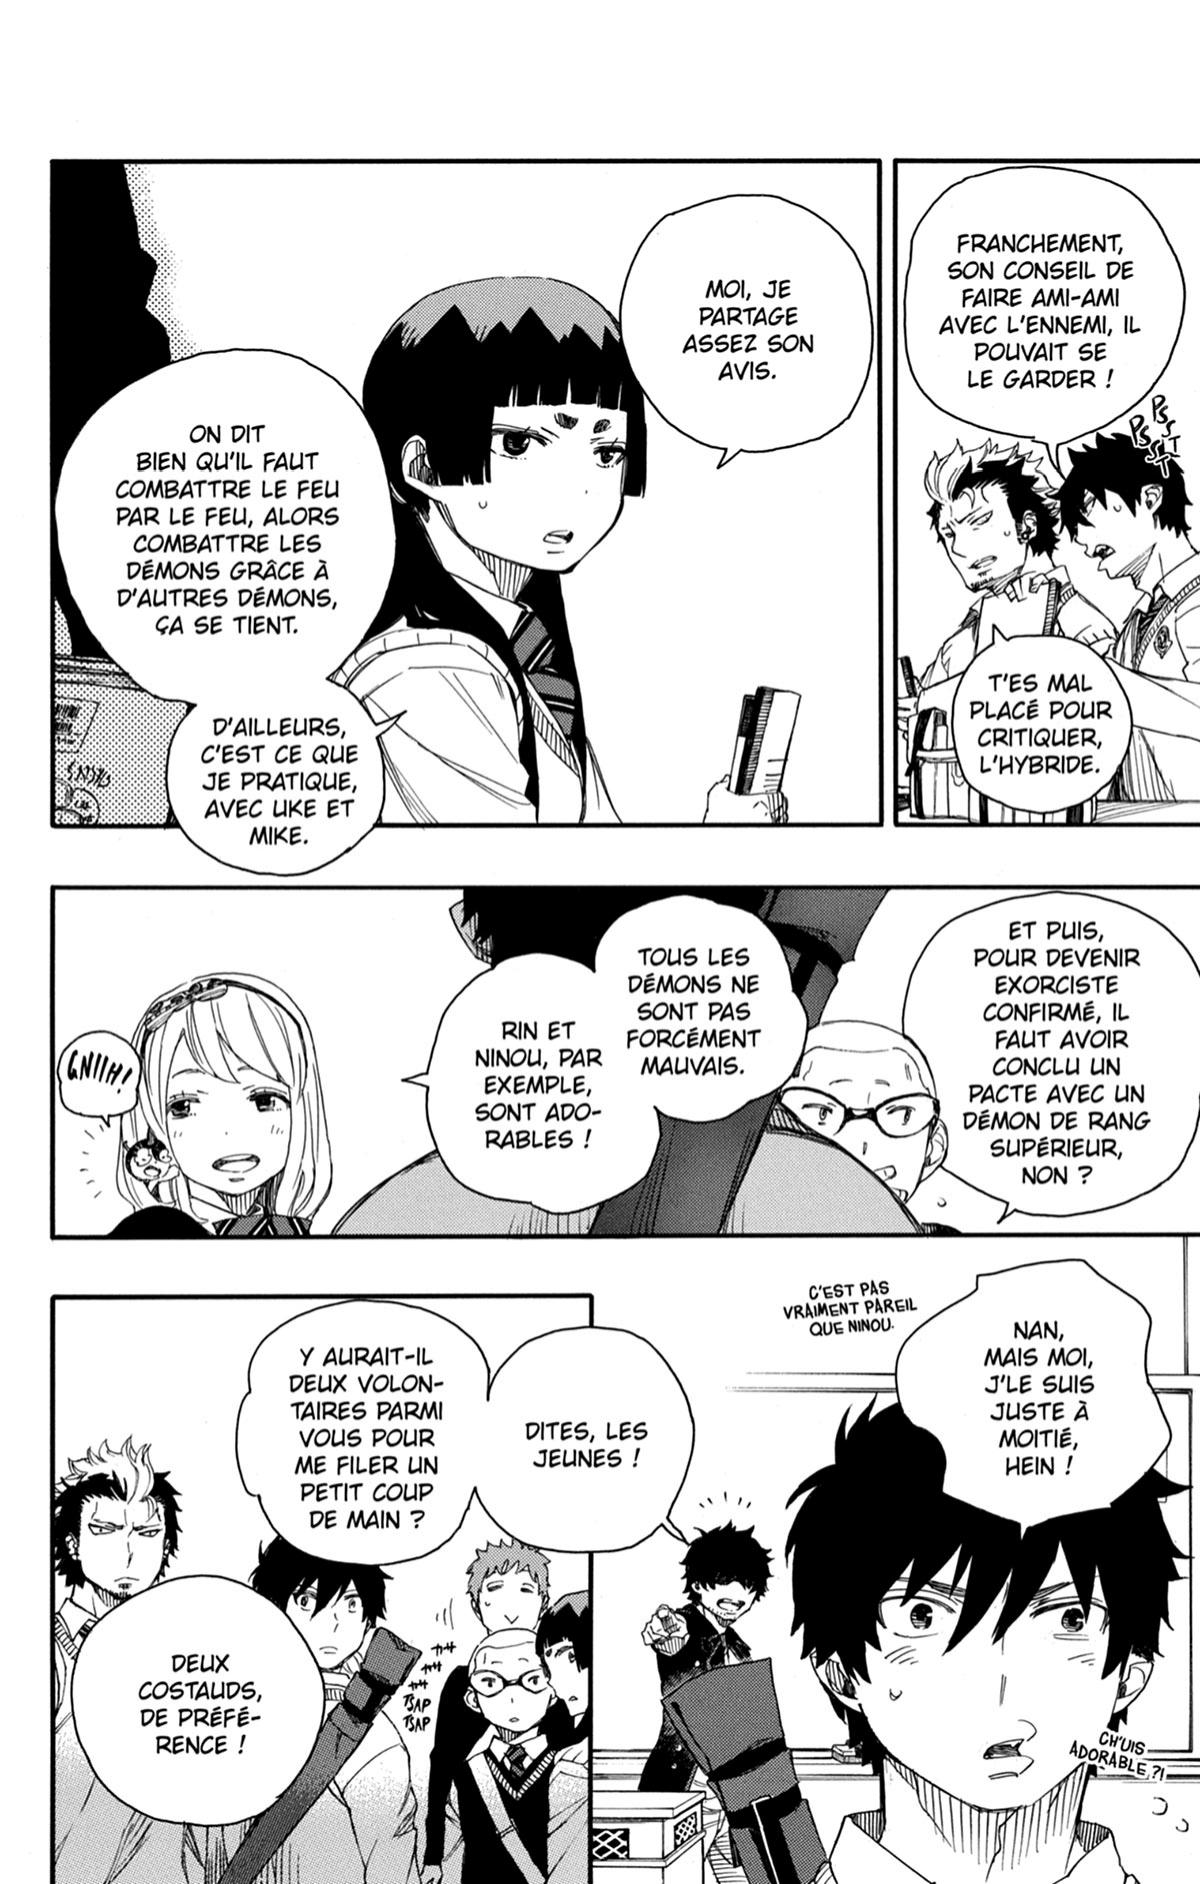 FRANCHEMENT,
SON CONSEIL DE
FAIRE AMI-AMI
AVEC L'ENNEMI, IL
POUVAIT SE
LE GARDER !
PSST
PSST
T'ES MAL
PLACÉ POUR
CRITIQUER,
L'HYBRIDE.
MOI, JE
PARTAGE
ASSEZ SON
AVIS.
ON DIT
BIEN QU'IL FAUT
COMBATTRE LE FEU
PAR LE FEU, ALORS
COMBATTRE LES
DÉMONS GRÂCE À
D'AUTRES DÉMONS,
ÇA SE TIENT.
D'AILLEURS,
C'EST CE QUE
JE PRATIQUE,
AVEC UKE ET
MIKE.
ET PUIS,
POUR DEVENIR
EXORCISTE
CONFIRMÉ, IL
FAUT AVOIR
CONCLU UN
PACTE AVEC UN
DÉMON DE RANG
SUPÉRIEUR,
NON ?
TOUS LES
DÉMONS NE
SONT PAS
FORCÉMENT
MAUVAIS.
RIN ET
NINOU, PAR
EXEMPLE,
SONT ADO-
RABLES !
GNIIH!
NAN,
MAIS MOI,
J'LE SUIS
JUSTE À
MOITIÉ,
HEIN !
C'EST PAS
VRAIMENT PAREIL
QUE NINOU.
CH'UIS
ADORABLE, ?!
DITES, LES
JEUNES !
Y AURAIT-IL
DEUX VOLON-
TAIRES PARMI
VOUS POUR
ME FILER UN
PETIT COUP
DE MAIN ?
TSAP
TSAP
DEUX
COSTAUDS,
DE PRÉFÉ-
RENCE !